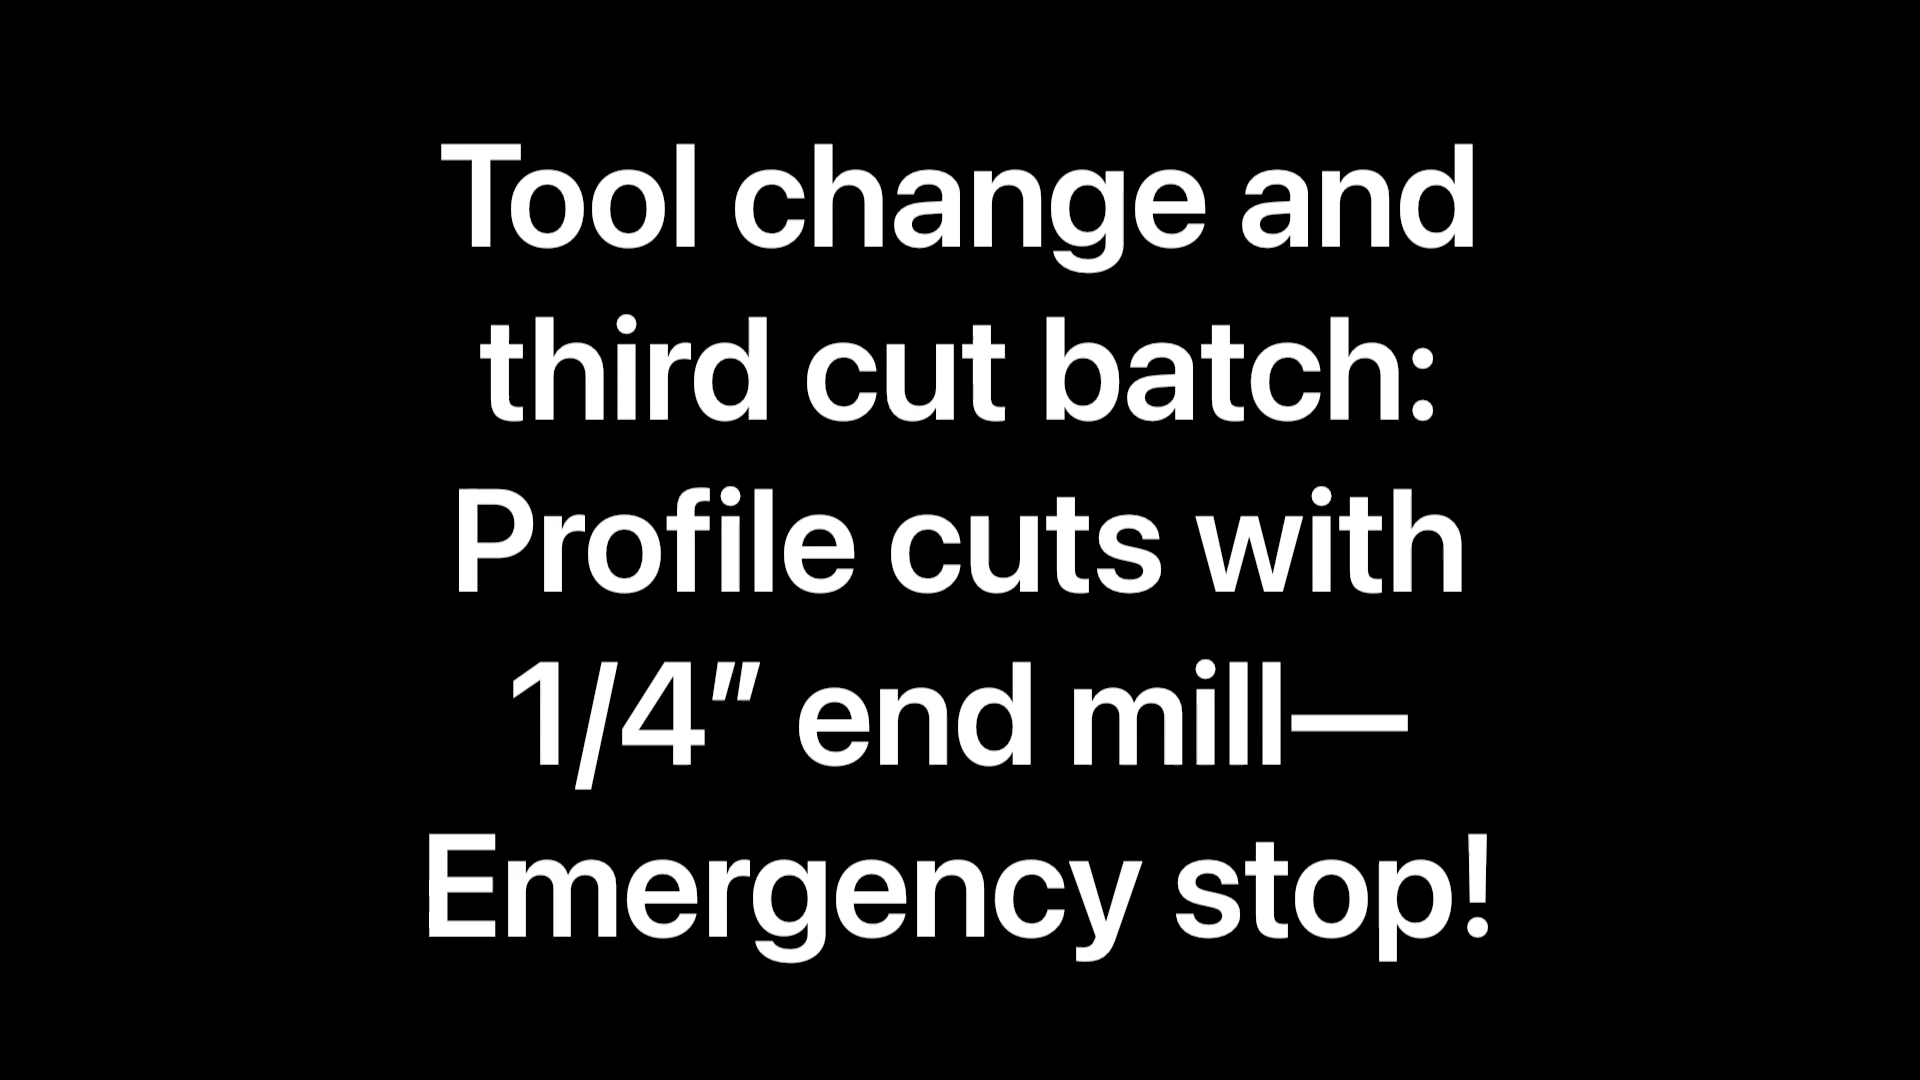 Tool change and
third cut batch:
Profile cuts with
1/4” end mill—
Emergency stop!